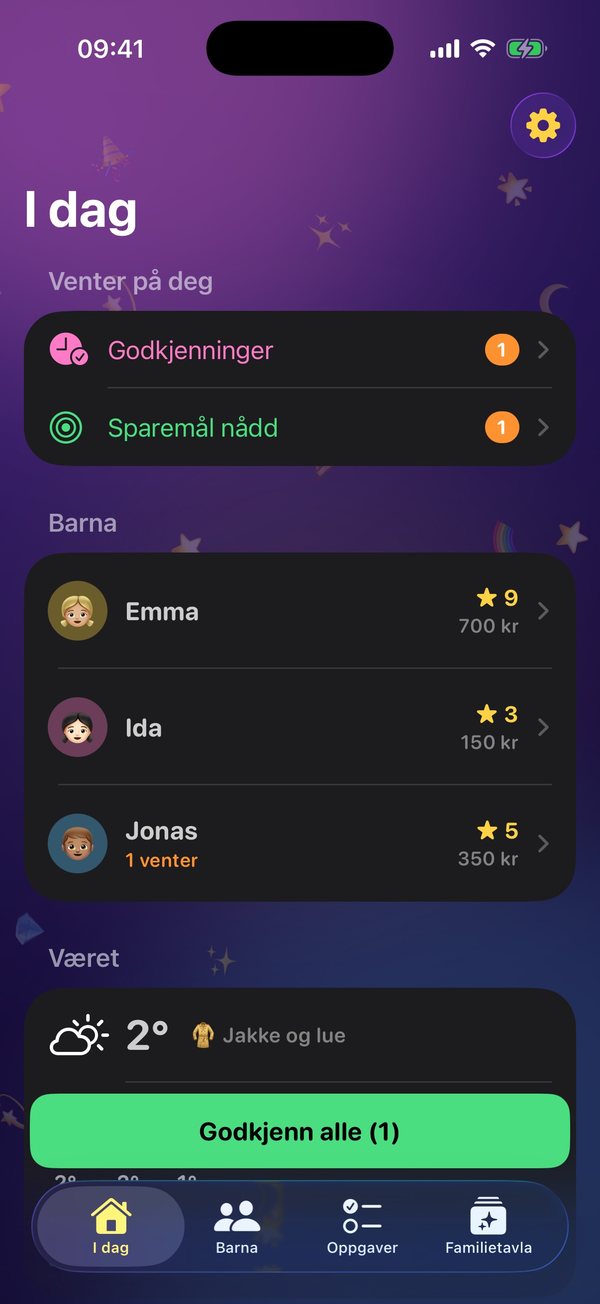 09:41
I dag
Venter på deg
Godkjenninger 1
Sparemål nådd 1
Barna
Emma
9
700 kr
Ida
3
150 kr
Jonas
1 venter
5
350 kr
Været
2° Jakke og lue
Godkjenn alle (1)
I dag Barna Oppgaver Familietavla